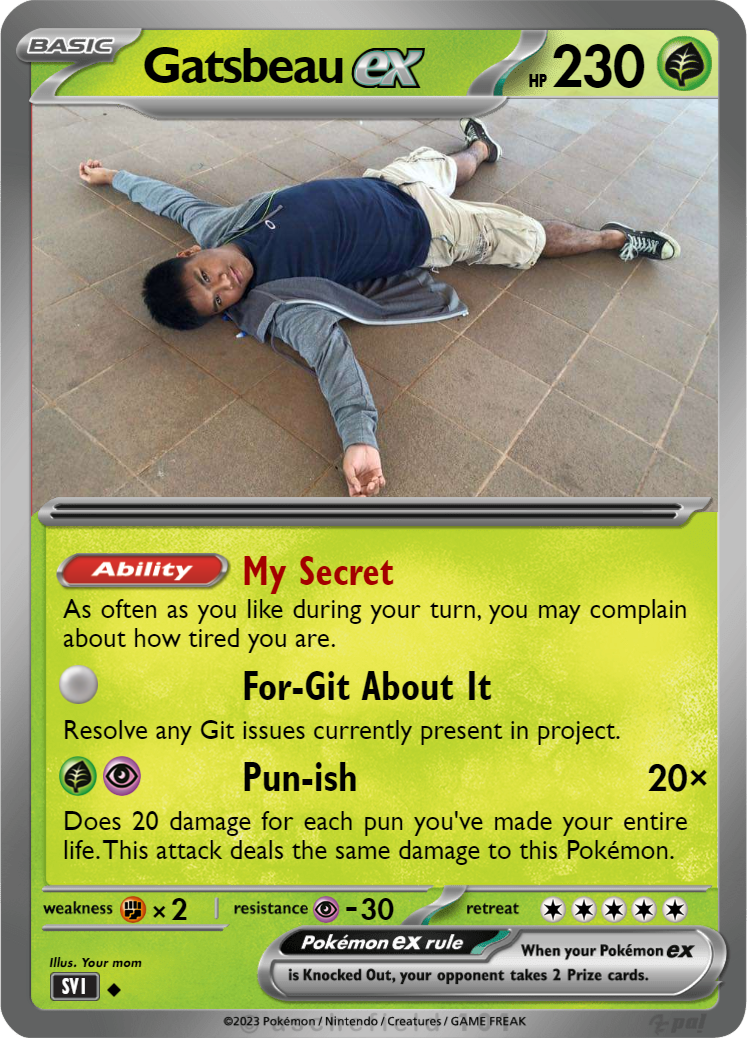 BASIC
Gatsbeau ex HP 230
Ability My Secret
As often as you like during your turn, you may complain
about how tired you are.
For-Git About It
Resolve any Git issues currently present in project.
Pun-ish 20×
Does 20 damage for each pun you've made your entire
life.This attack deals the same damage to this Pokémon.
weakness ×2 resistance -30 retreat
Illus. Your mom
SVI
Pokémon ex rule When your Pokémon ex
is Knocked Out, your opponent takes 2 Prize cards.
©2023 Pokémon / Nintendo / Creatures / GAME FREAK